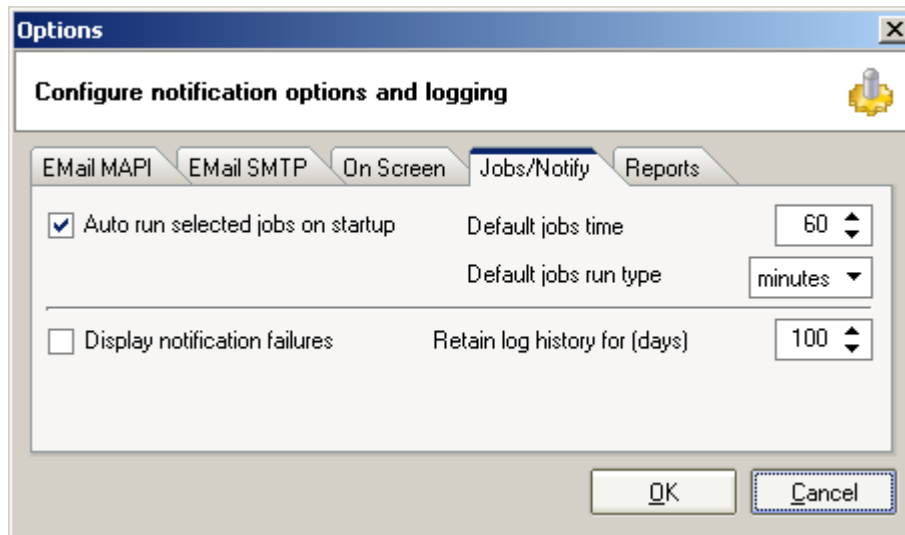 Options
Configure notification options and logging
EMail MAPI EMail SMTP On Screen Jobs/Notify Reports
Auto run selected jobs on startup Default jobs time 60
Default jobs run type minutes
Display notification failures Retain log history for (days) 100
OK Cancel